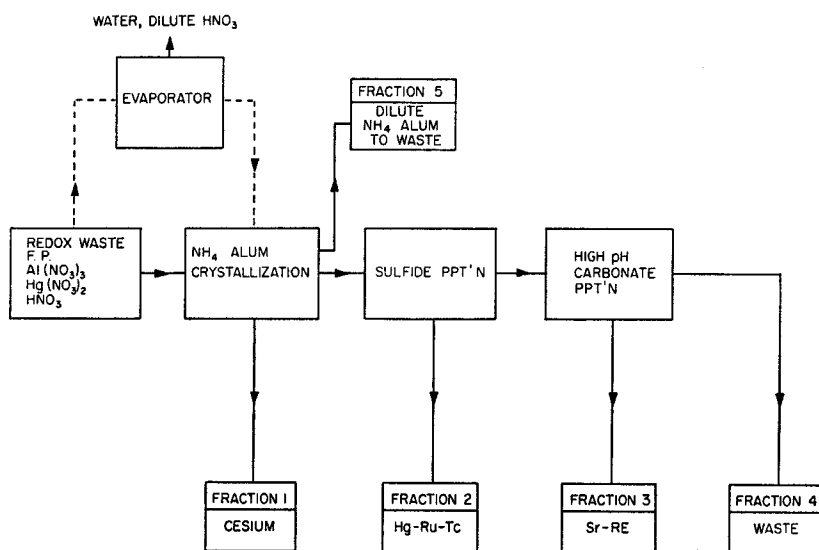 WATER, DILUTE HNO₃
EVAPORATOR
FRACTION 5
DILUTE
NH₄ ALUM
TO WASTE
REDOX WASTE
F. P.
Al(NO₃)₃
Hg(NO₃)₂
HNO₃
NH₄ ALUM
CRYSTALLIZATION
SULFIDE PPT'N
HIGH pH
CARBONATE
PPT'N
FRACTION 1
CESIUM
FRACTION 2
Hg-Ru-Tc
FRACTION 3
Sr-RE
FRACTION 4
WASTE